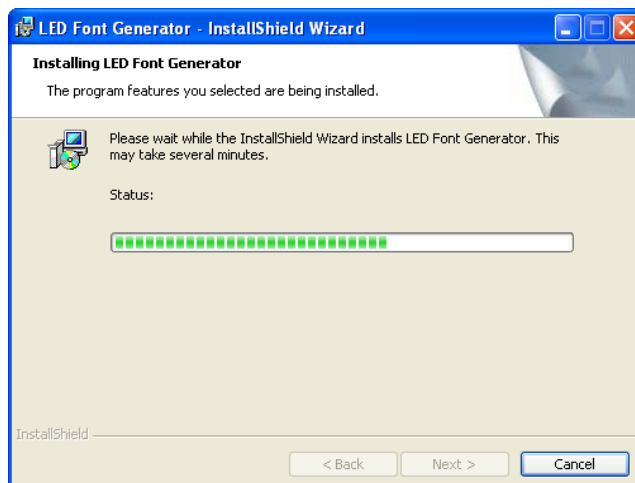 LED Font Generator - InstallShield Wizard
Installing LED Font Generator
The program features you selected are being installed.
Please wait while the InstallShield Wizard installs LED Font Generator. This
may take several minutes.
Status:
InstallShield
< Back Next > Cancel